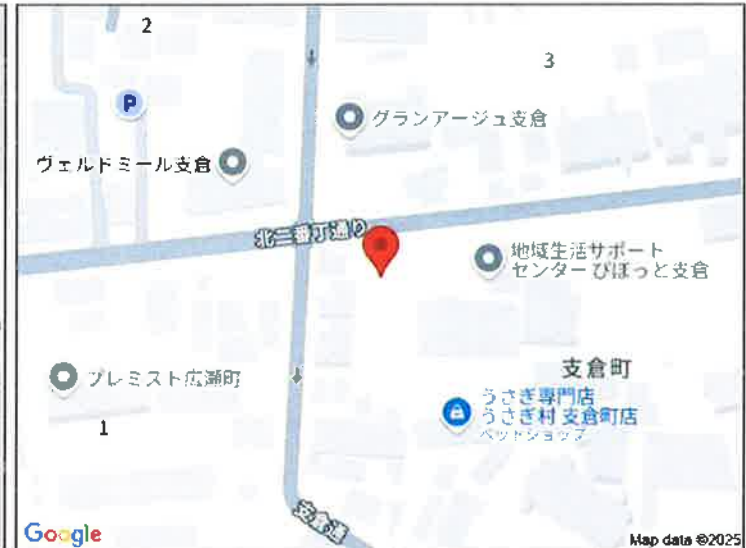 2
3
P
グランアージュ支倉
ヴェルドミール支倉
北二番丁通り
地域生活サポート
センター ぴぼっと支倉
プレミスト広瀬町
支倉町
うさぎ専門店
うさぎ村 支倉町店
ペットショップ
1
支倉通
Google
Map data ©2025